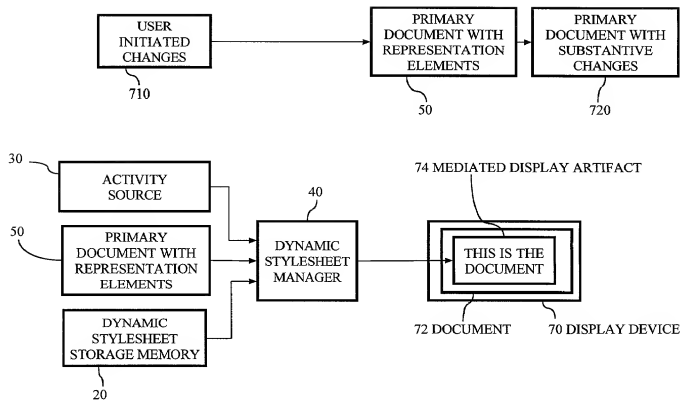 USER
INITIATED
CHANGES
710
PRIMARY
DOCUMENT WITH
REPRESENTATION
ELEMENTS
50
PRIMARY
DOCUMENT WITH
SUBSTANTIVE
CHANGES
720
30
ACTIVITY
SOURCE
50
PRIMARY
DOCUMENT WITH
REPRESENTATION
ELEMENTS
DYNAMIC
STYLESHEET
STORAGE MEMORY
20
40
DYNAMIC
STYLESHEET
MANAGER
74 MEDIATED DISPLAY ARTIFACT
THIS IS THE
DOCUMENT
72 DOCUMENT
70 DISPLAY DEVICE